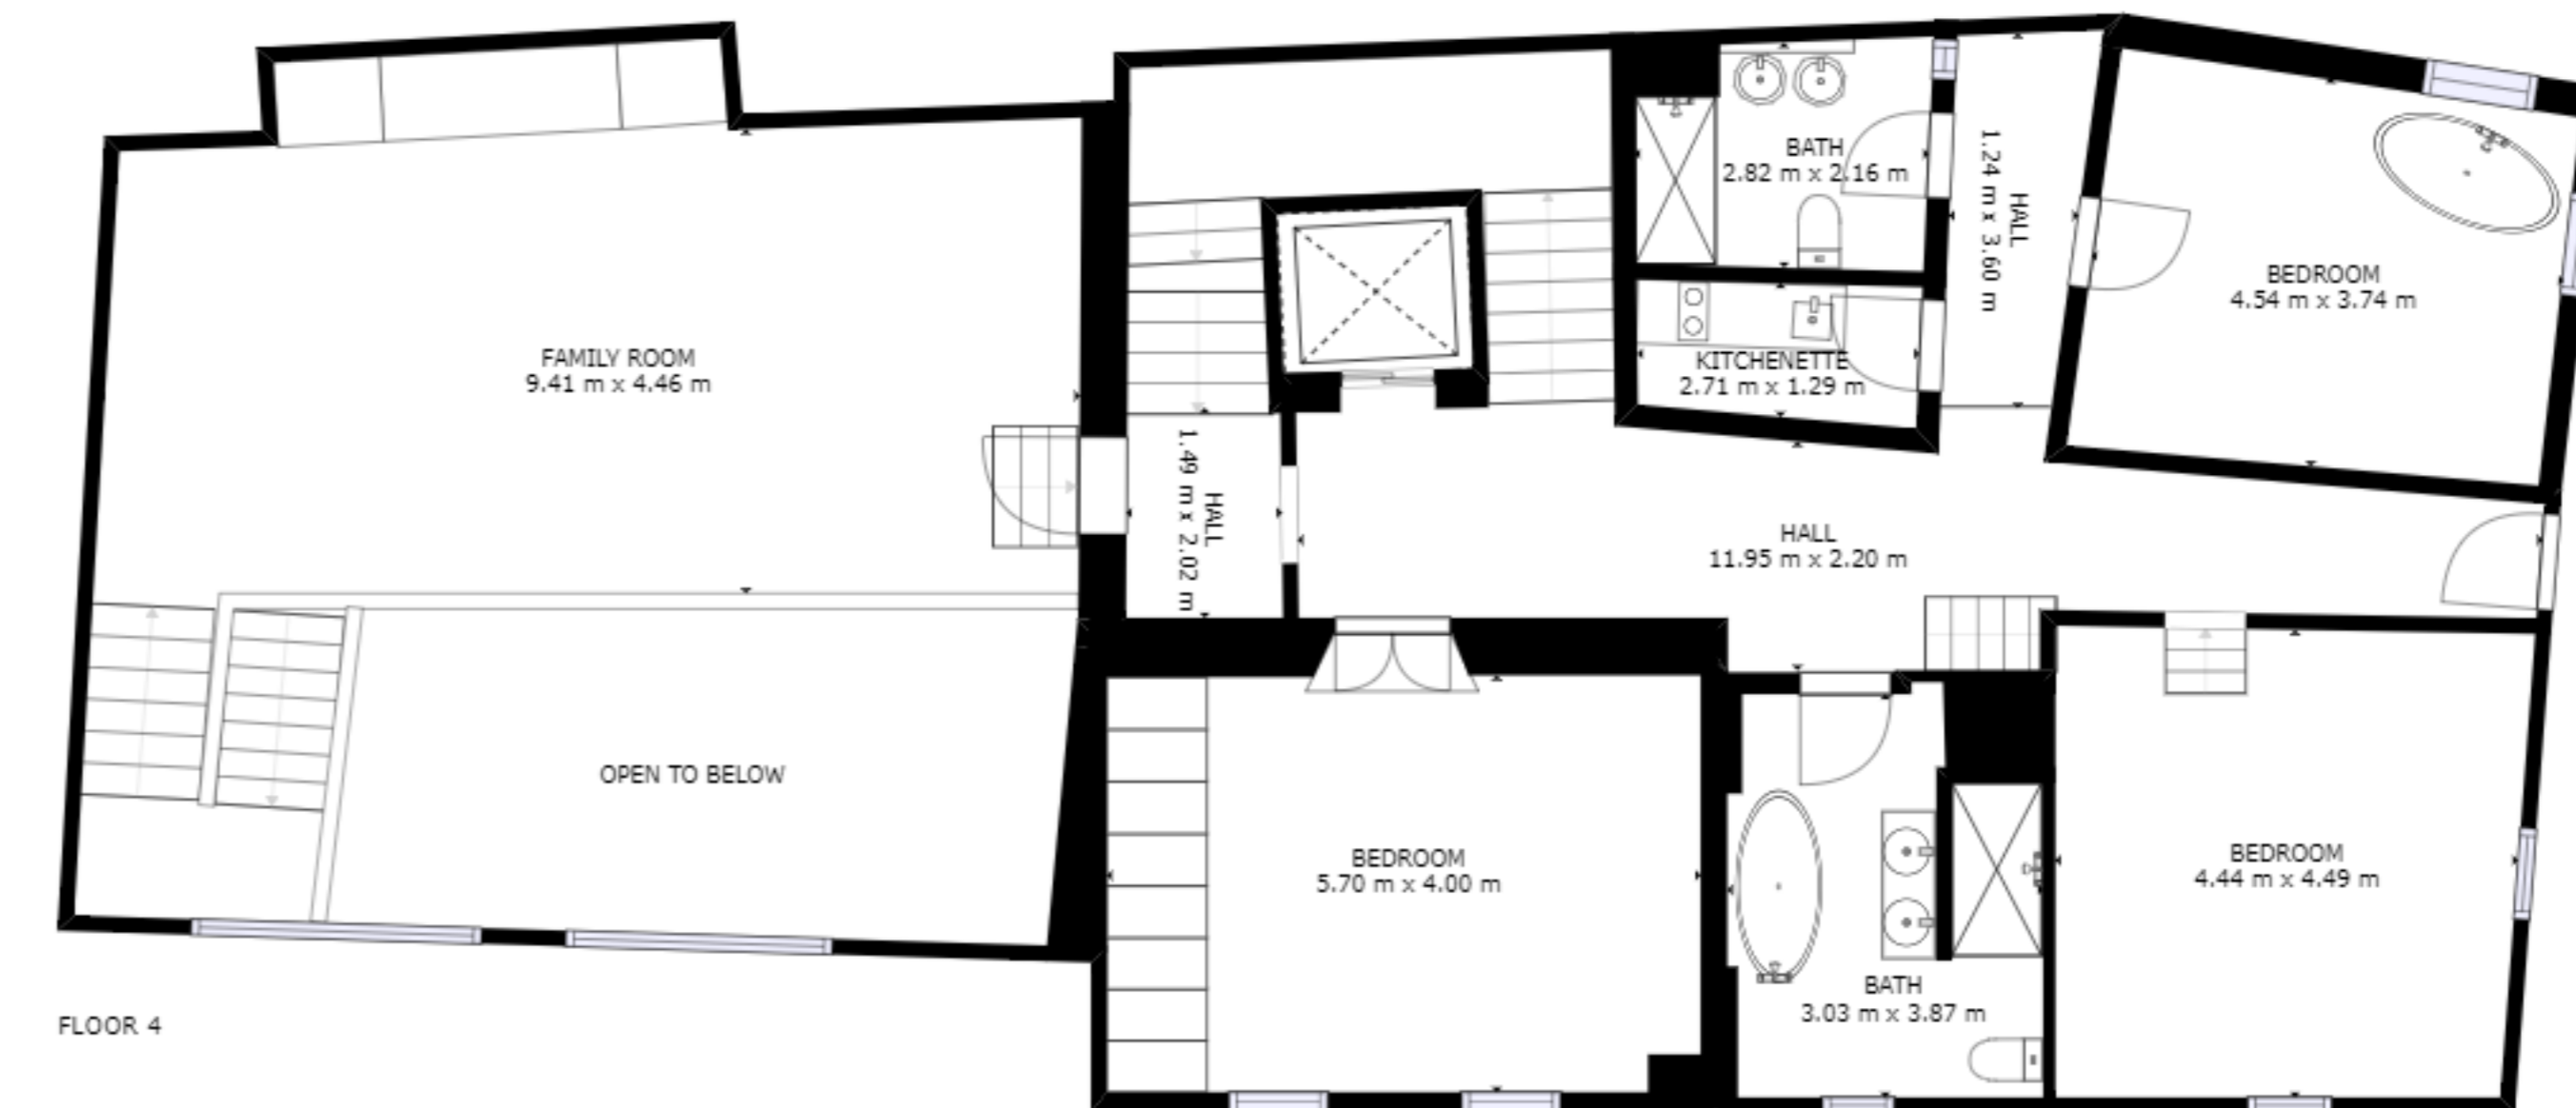 BATH
2.82 m x 2.16 m
HALL
1.24 m x 3.60 m
BEDROOM
4.54 m x 3.74 m
FAMILY ROOM
9.41 m x 4.46 m
KITCHENETTE
2.71 m x 1.29 m
HALL
1.49 m x 2.02 m
HALL
11.95 m x 2.20 m
OPEN TO BELOW
BEDROOM
5.70 m x 4.00 m
BEDROOM
4.44 m x 4.49 m
BATH
3.03 m x 3.87 m
FLOOR 4